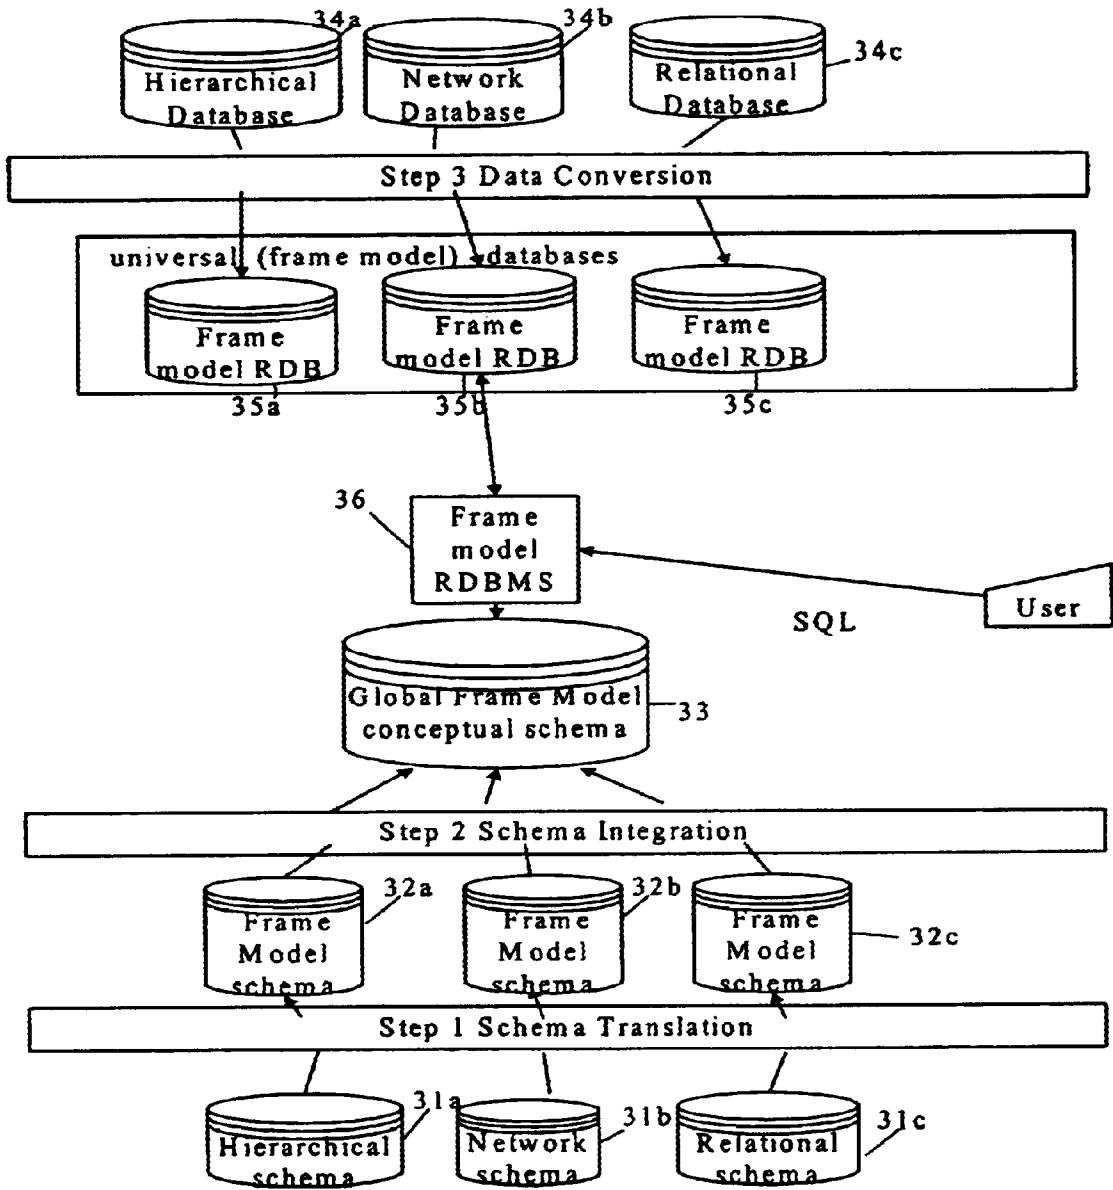 34a
34b
34c
Hierarchical
Database
Network
Database
Relational
Database
Step 3 Data Conversion
universal (frame model) databases
Frame
model RDB
Frame
model RDB
Frame
model RDB
35a
35b
35c
36
Frame
model
RDBMS
User
SQL
Global Frame Model
conceptual schema
33
Step 2 Schema Integration
32a
32b
32c
Frame
Model
schema
Frame
Model
schema
Frame
Model
schema
Step 1 Schema Translation
31a
31b
31c
Hierarchical
schema
Network
schema
Relational
schema